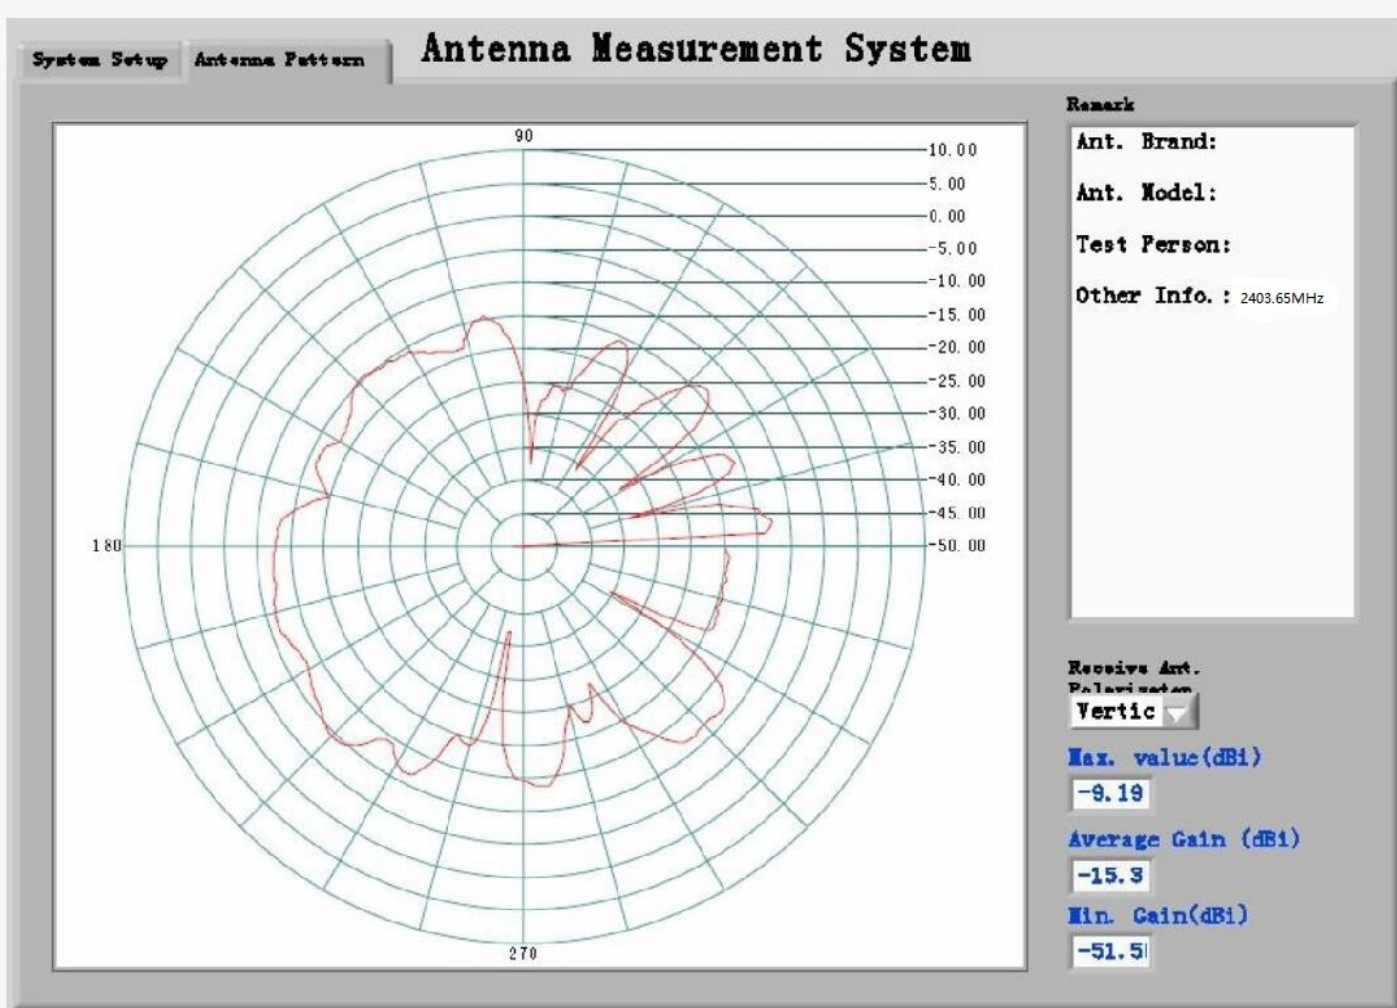 Antenna Measurement System
System Setup
Antenna Pattern
Remark
90
10.00
5.00
0.00
-5.00
-10.00
-15.00
-20.00
-25.00
-30.00
-35.00
-40.00
-45.00
-50.00
180
270
Ant. Brand:
Ant. Model:
Test Person:
Other Info.: 2403.65MHz
Receive Ant.
Polarizaton
Vertic
Max. value(dBi)
-9.19
Average Gain (dBi)
-15.3
Min. Gain(dBi)
-51.5